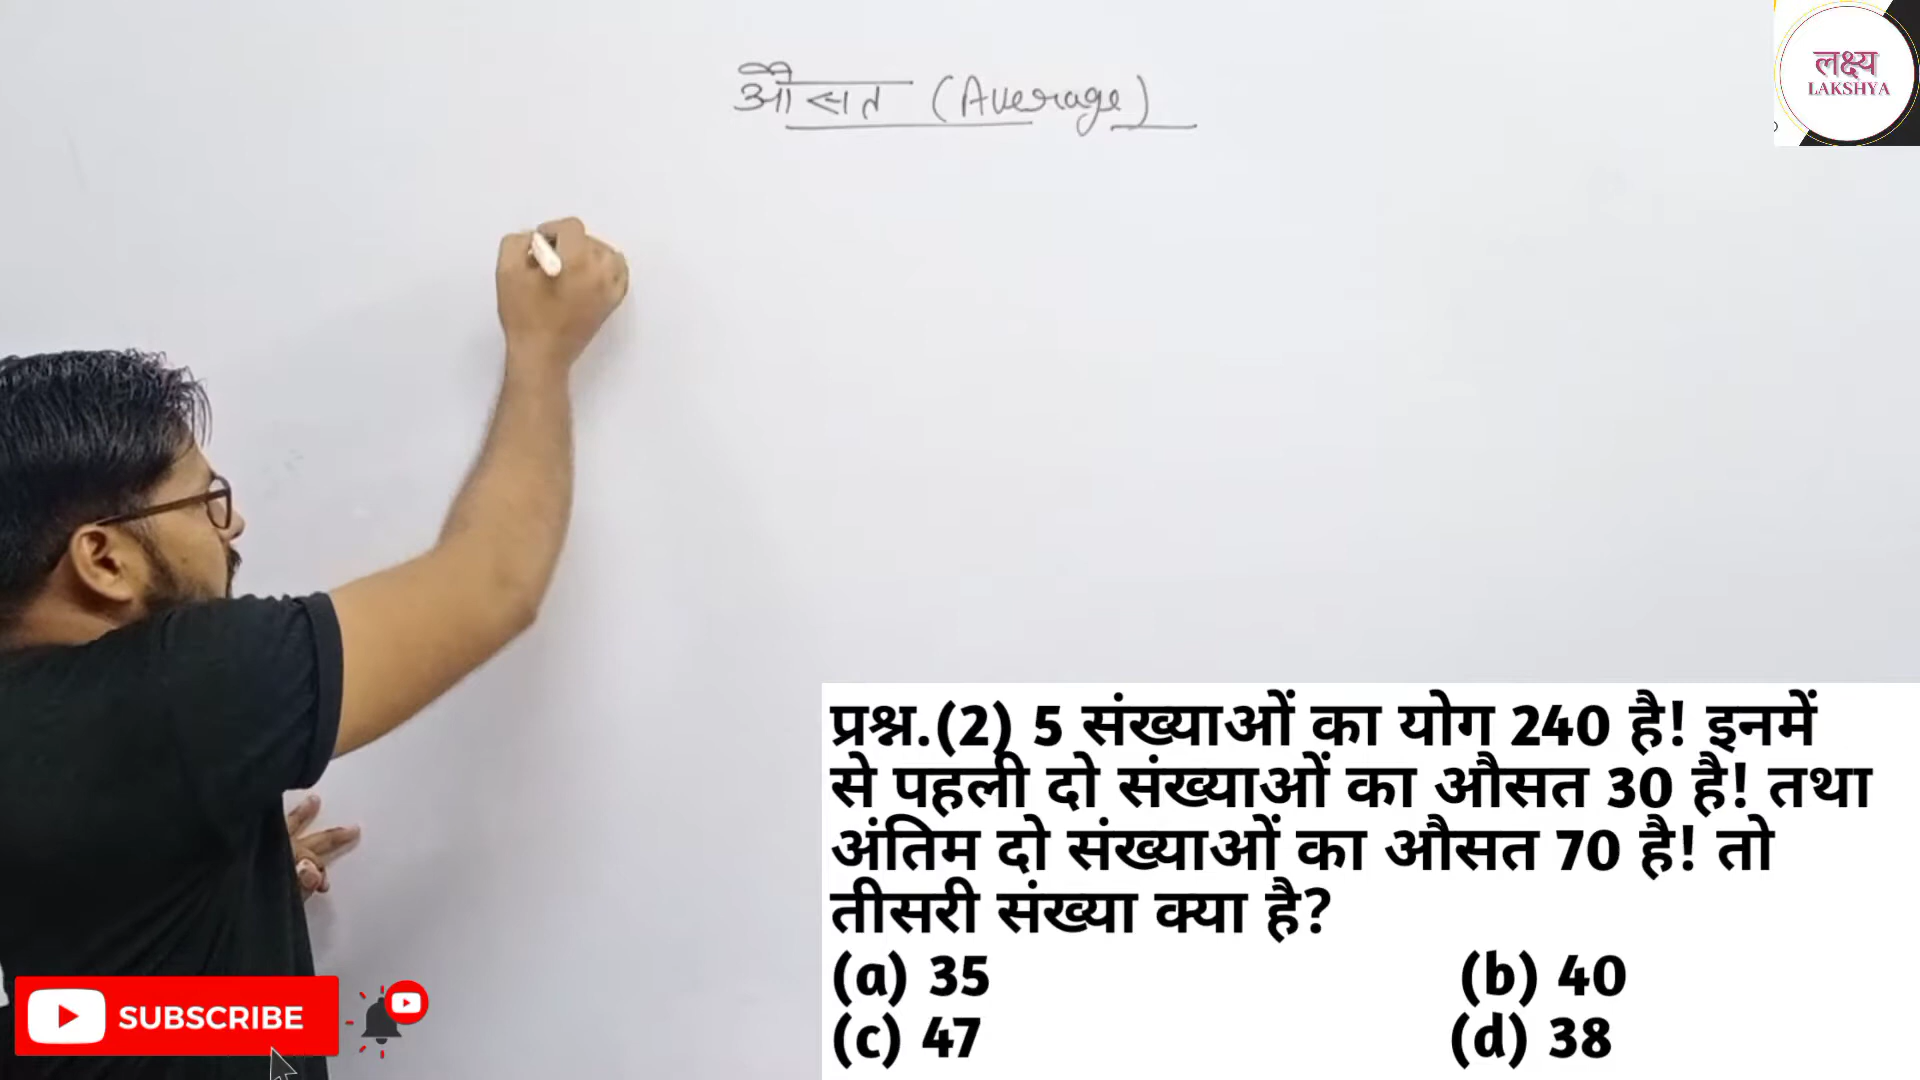 औसत (Average)
लक्ष्य
LAKSHYA
प्रश्न.(2) 5 संख्याओं का योग 240 है! इनमें
से पहली दो संख्याओं का औसत 30 है! तथा
अंतिम दो संख्याओं का औसत 70 है! तो
तीसरी संख्या क्या है?
(a) 35 (b) 40
(c) 47 (d) 38
SUBSCRIBE